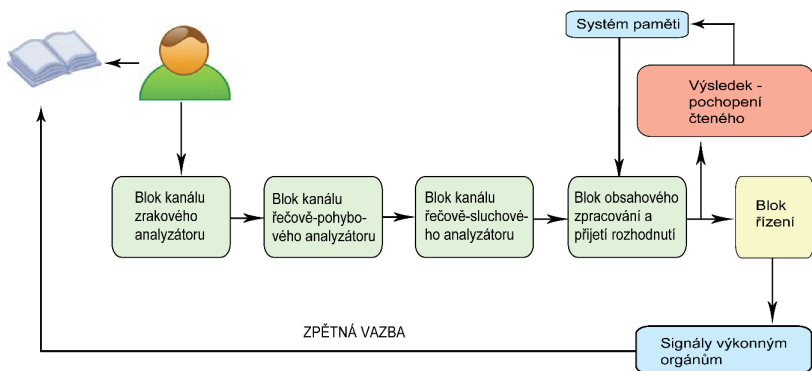 Systém paměti
Výsledek -
pochopení
čteného
Blok kanálu
zrakového
analyzátoru
Blok kanálu
řečově-pohybo-
vého analyzátoru
Blok kanálu
řečově-sluchové-
ho analyzátoru
Blok obsahového
zpracování a
přijetí rozhodnutí
Blok
řízení
ZPĚTNÁ VAZBA
Signály výkonným
orgánům